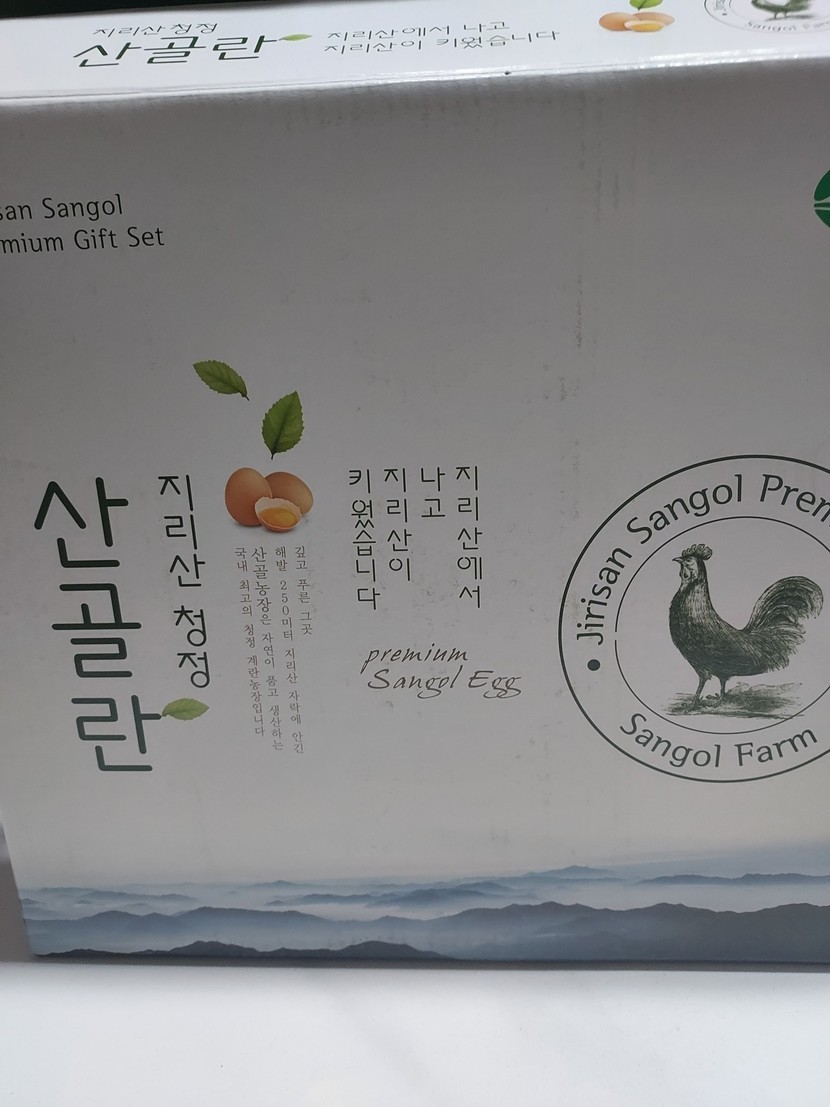 지리산청정
산골란
지리산에서 나고
지리산이 키웠습니다
Sangol Farm
san Sangol
mium Gift Set
산골란
지리산 청정
지리산에서
나고
지리산이
키웠습니다
깊고 푸른 그곳
해발 250미터 지리산 자락에 안긴
산골농장은 자연이 품고 생산하는
국내 최고의 청정 계란농장입니다
premium
Sangol Egg
Jirisan Sangol Prem
Sangol Farm